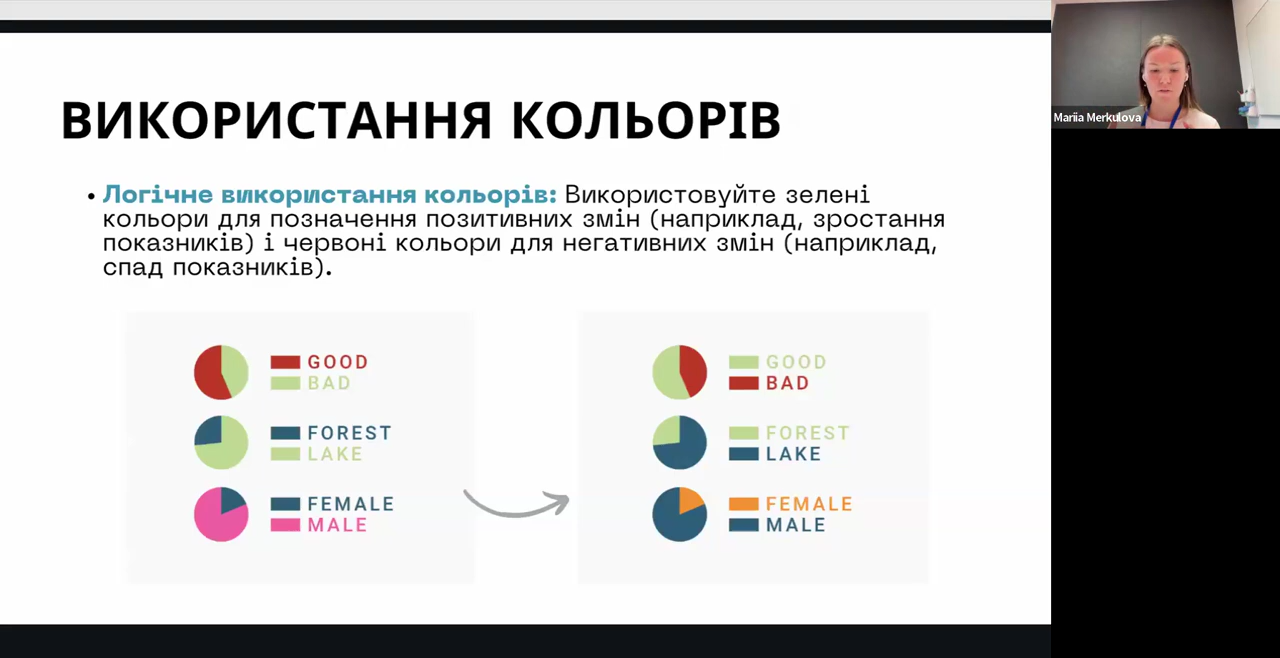 ВИКОРИСТАННЯ КОЛЬОРІВ
• Логічне використання кольорів: Використовуйте зелені
кольори для позначення позитивних змін (наприклад, зростання
показників) і червоні кольори для негативних змін (наприклад,
спад показників).
GOOD
BAD
FOREST
LAKE
FEMALE
MALE
GOOD
BAD
FOREST
LAKE
FEMALE
MALE
Mariia Merkulova